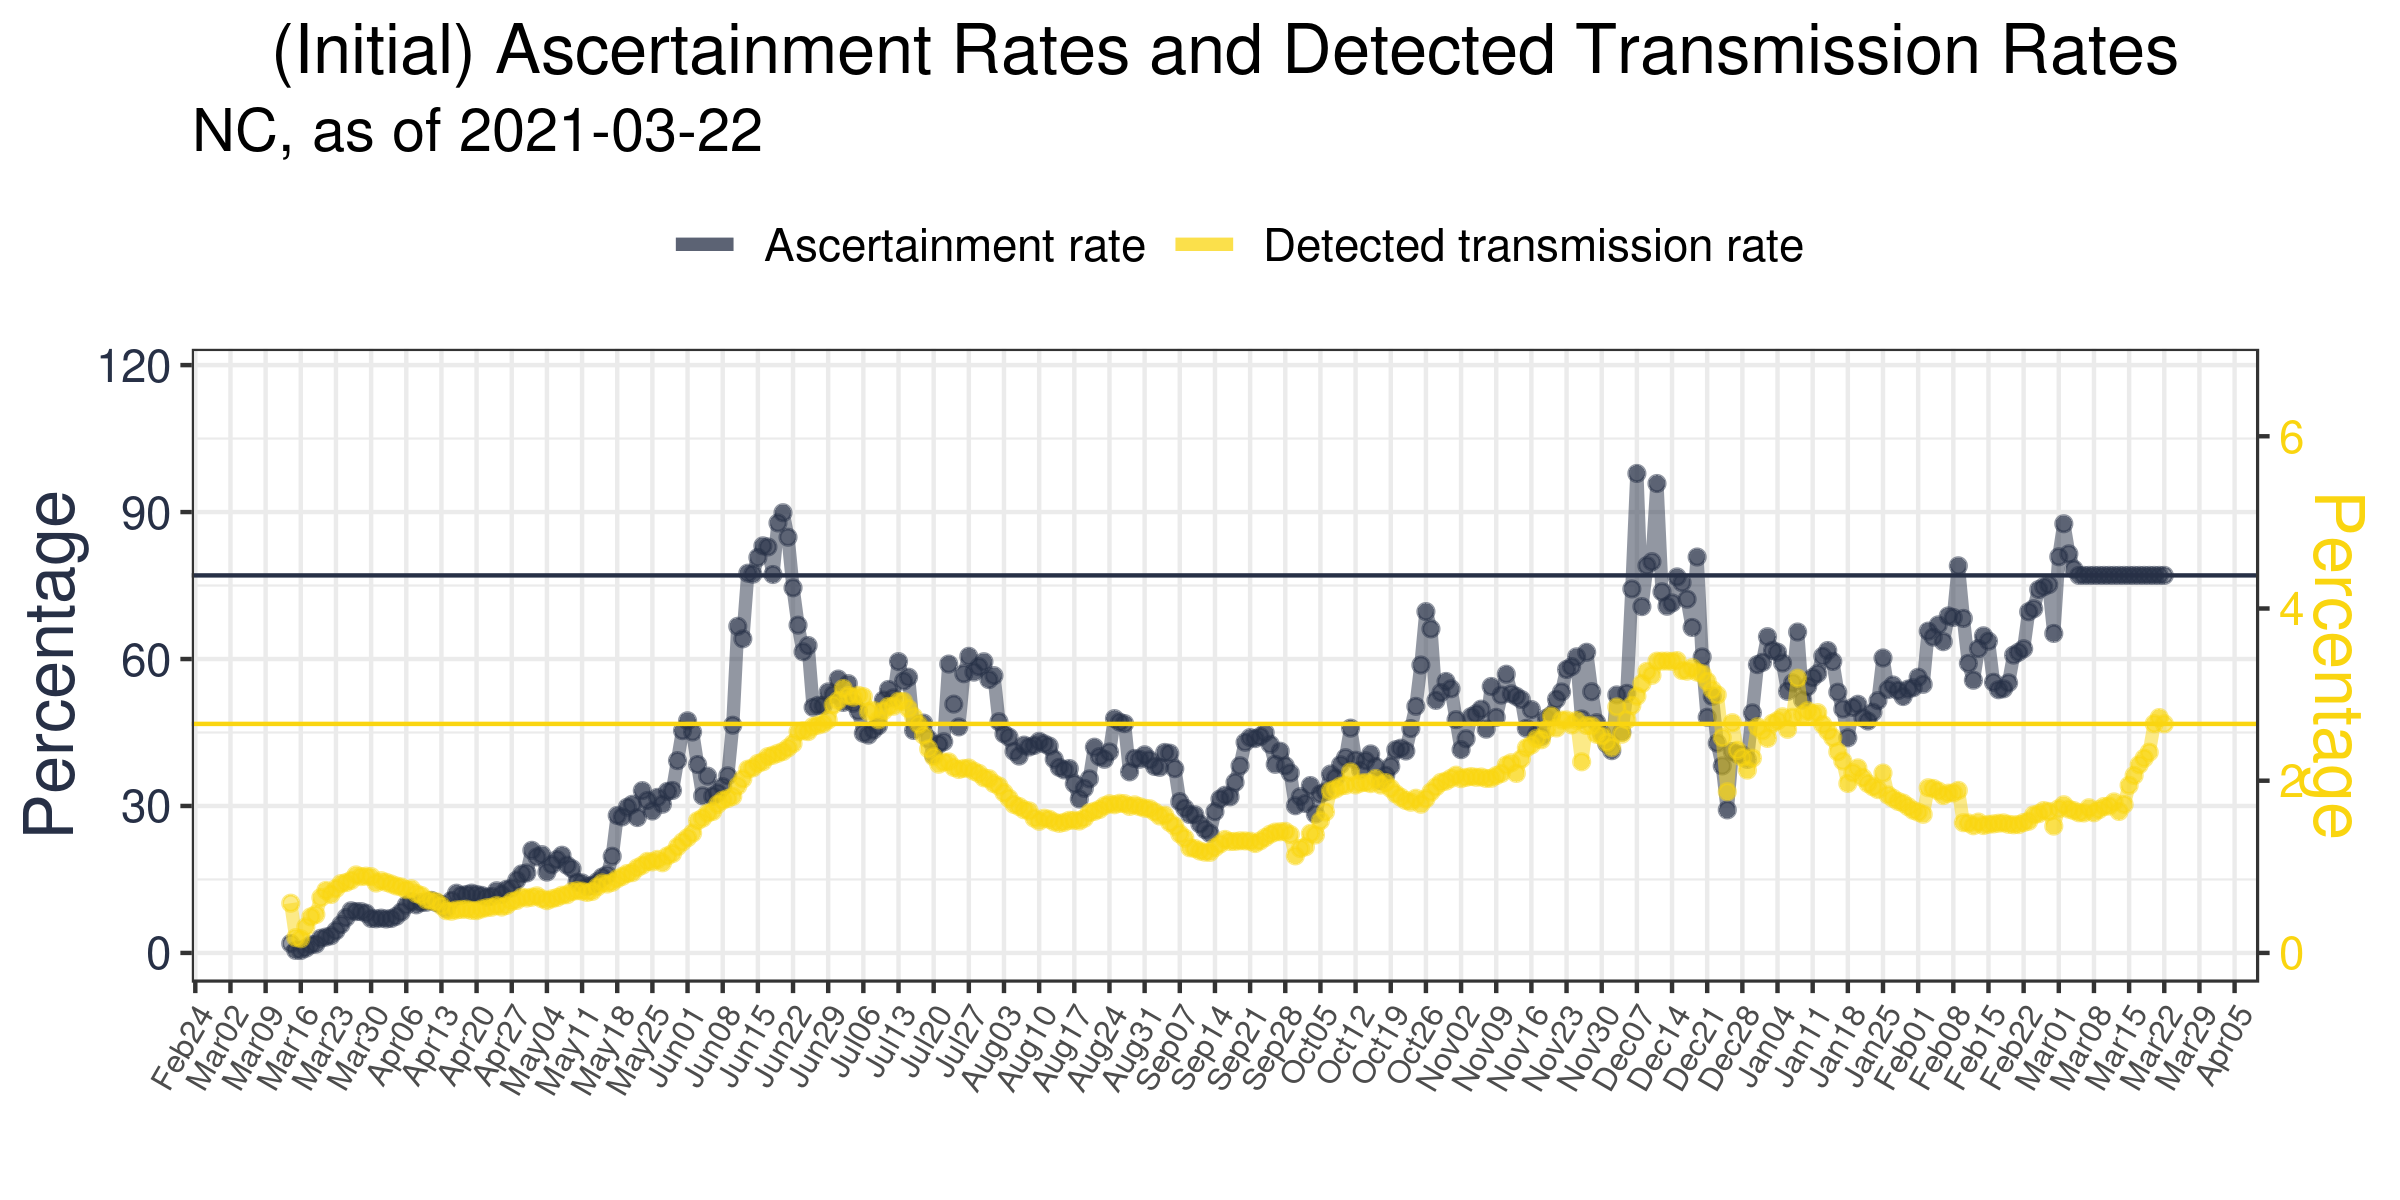 (Initial) Ascertainment Rates and Detected Transmission Rates
NC, as of 2021-03-22
Ascertainment rate Detected transmission rate
Percentage
120
90
60
30
0
6
4
2
0
Percentage
Feb24 Mar02 Mar09 Mar16 Mar23 Mar30 Apr06 Apr13 Apr20 Apr27 May04 May11 May18 May25 Jun01 Jun08 Jun15 Jun22 Jun29 Jul06 Jul13 Jul20 Jul27 Aug03 Aug10 Aug17 Aug24 Aug31 Sep07 Sep14 Sep21 Sep28 Oct05 Oct12 Oct19 Oct26 Nov02 Nov09 Nov16 Nov23 Nov30 Dec07 Dec14 Dec21 Dec28 Jan04 Jan11 Jan18 Jan25 Feb01 Feb08 Feb15 Feb22 Mar01 Mar08 Mar15 Mar22 Mar29 Apr05